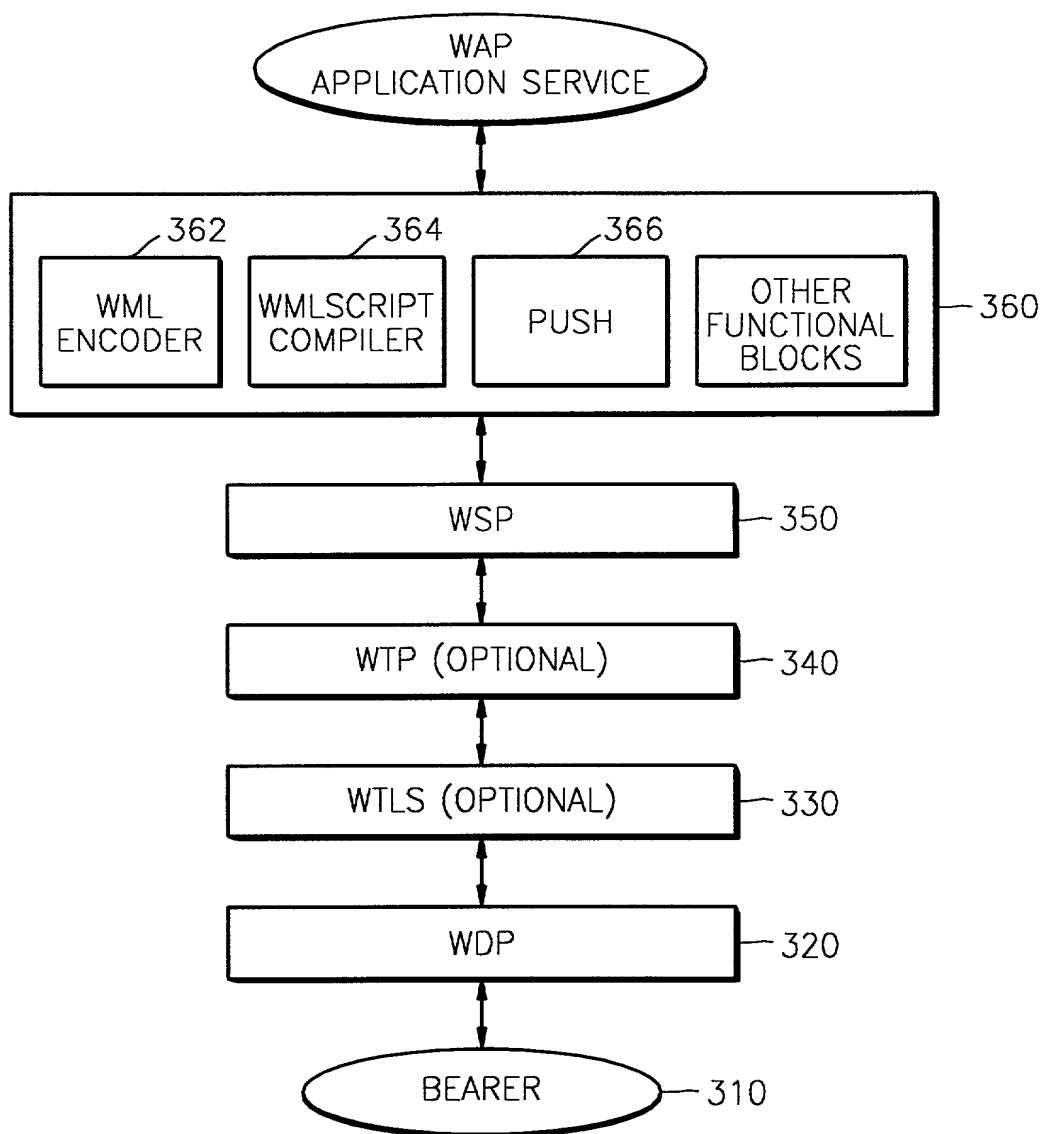 WAP
APPLICATION SERVICE
362
364
366
WML
ENCODER
WMLSCRIPT
COMPILER
PUSH
OTHER
FUNCTIONAL
BLOCKS
360
WSP
350
WTP (OPTIONAL)
340
WTLS (OPTIONAL)
330
WDP
320
BEARER
310